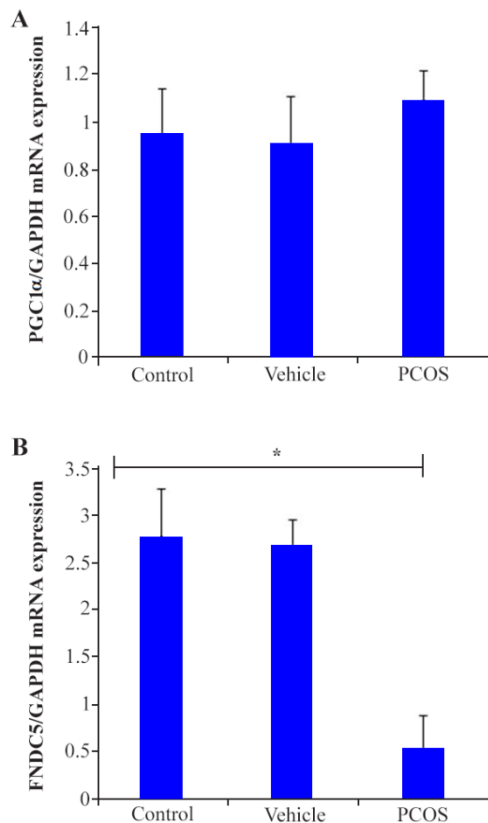 A
PGC1α/GAPDH mRNA expression
1.4
1.2
1
0.8
0.6
0.4
0.2
0
Control Vehicle PCOS
B
*
FNDC5/GAPDH mRNA expression
3.5
3
2.5
2
1.5
1
0.5
0
Control Vehicle PCOS